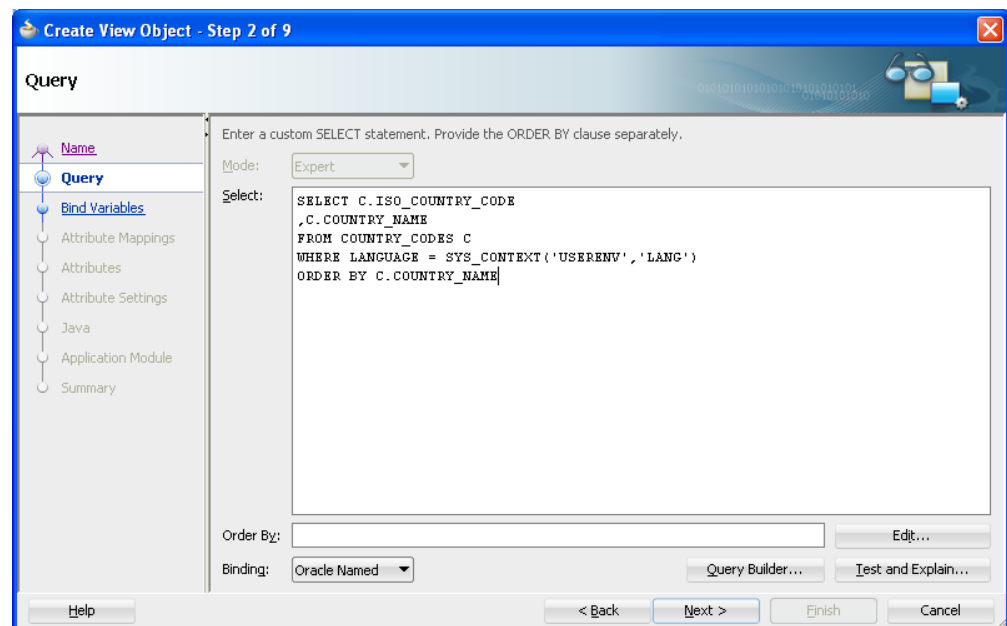 Create View Object - Step 2 of 9
Query
Name
Query
Bind Variables
Attribute Mappings
Attributes
Attribute Settings
Java
Application Module
Summary
Enter a custom SELECT statement. Provide the ORDER BY clause separately.
Mode: Expert
Select:
SELECT C.ISO_COUNTRY_CODE
,C.COUNTRY_NAME
FROM COUNTRY_CODES C
WHERE LANGUAGE = SYS_CONTEXT('USERENV','LANG')
ORDER BY C.COUNTRY_NAME
Order By: Edit...
Binding: Oracle Named Query Builder... Test and Explain...
Help < Back Next > Finish Cancel